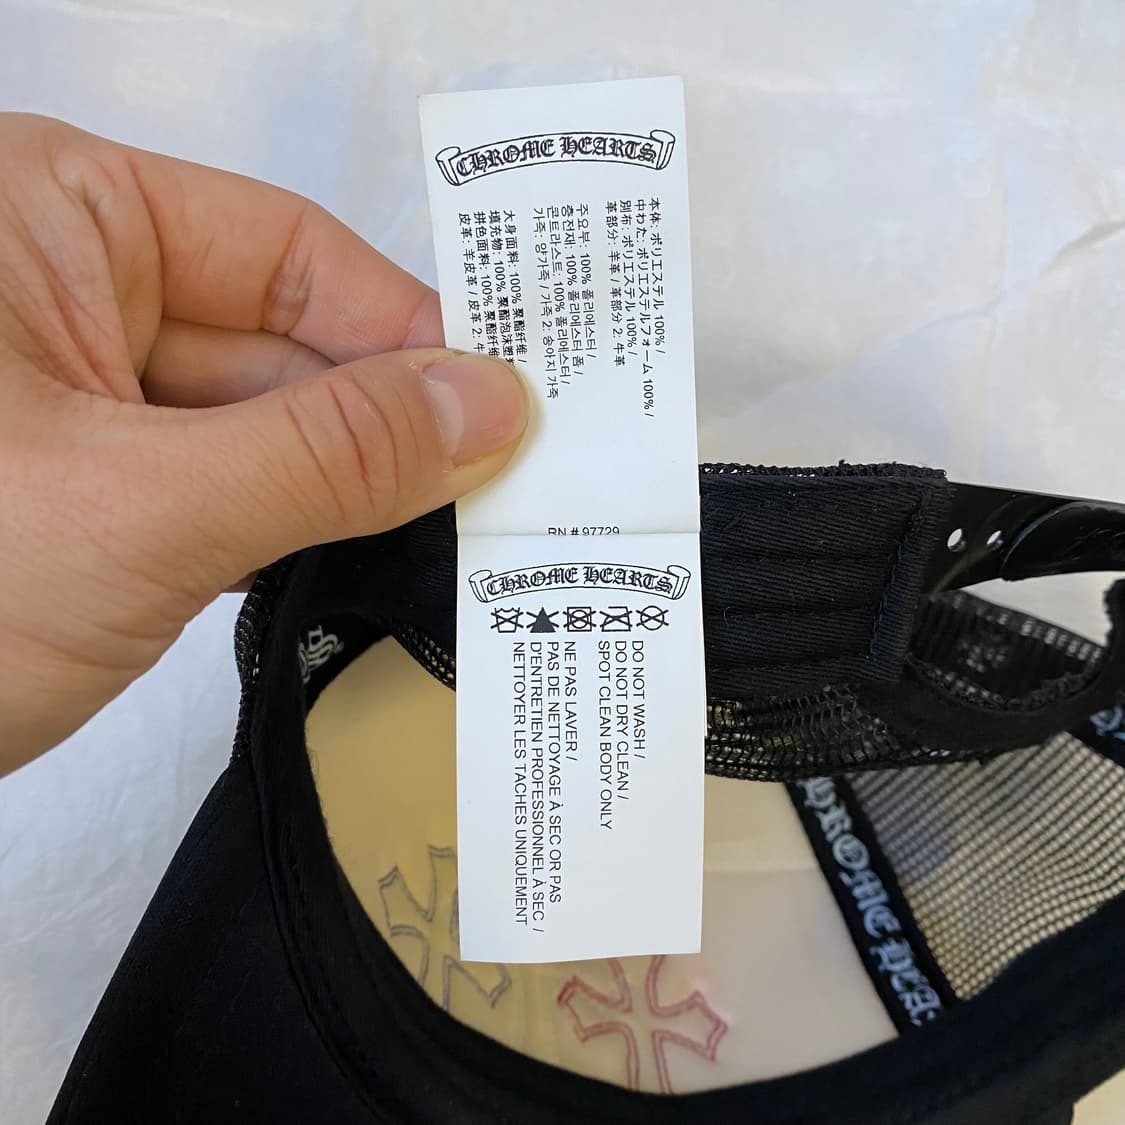 CHROME HEARTS
本体: ポリエステル 100% /
中わた: ポリエステルフォーム 100% /
別布: ポリエステル 100% /
革部分: 羊革 / 革部分 2: 牛革
주요부: 100% 폴리에스터 /
충전재: 100% 폴리에스터 폼 /
콘트라스트: 100% 폴리에스터 /
가죽: 양가죽 / 가죽 2: 송아지 가죽
大身面料: 100% 聚酯纤维 /
填充物: 100% 聚酯泡沫塑料
拼色面料: 100% 聚酯纤维
皮革: 羊皮革 / 皮革 2: 牛
RN #97729
CHROME HEARTS
DO NOT WASH /
DO NOT DRY CLEAN /
SPOT CLEAN BODY ONLY
NE PAS LAVER /
PAS DE NETTOYAGE À SEC OR PAS
D'ENTRETIEN PROFESSIONNEL À SEC /
NETTOYER LES TACHES UNIQUEMENT
CHROME HEA